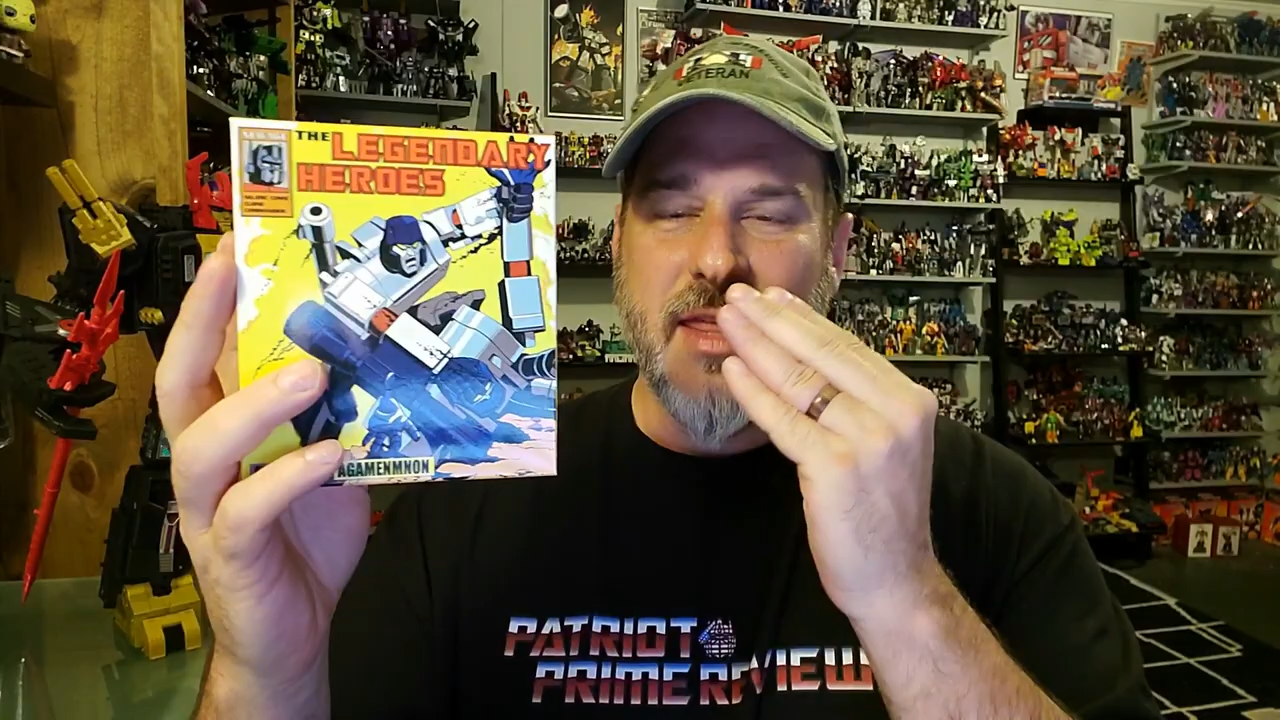 THE LEGENDARY
HEROES
AGAMENMNON
VETERAN
PATRIOT
PRIME REVIEW